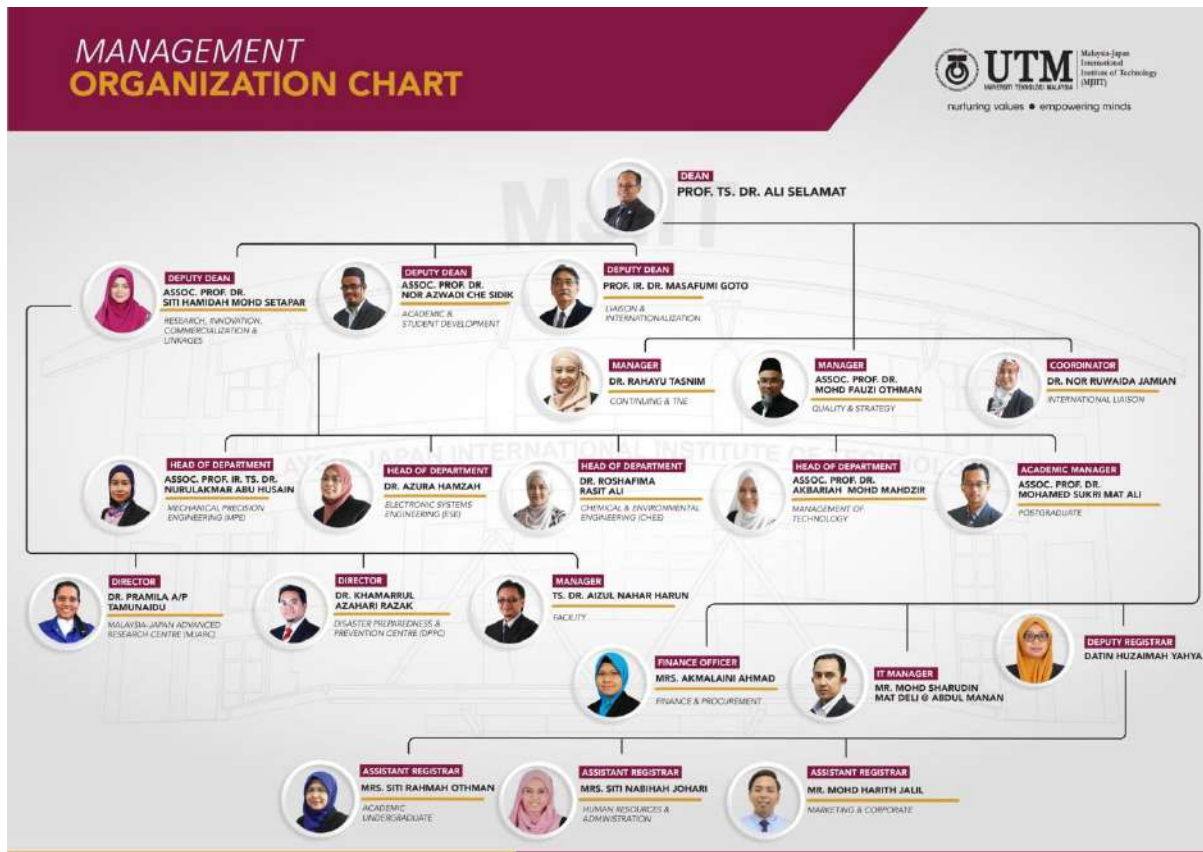 MANAGEMENT
ORGANIZATION CHART
UTM
UNIVERSITI TEKNOLOGI MALAYSIA
Malaysia-Japan
International
Institute of Technology
(MJIIT)
nurturing values ● empowering minds
MJIIT
DEAN
PROF. TS. DR. ALI SELAMAT
DEPUTY DEAN
ASSOC. PROF. DR.
SITI HAMIDAH MOHD SETAPAR
RESEARCH, INNOVATION,
COMMERCIALIZATION &
LINKAGES
DEPUTY DEAN
ASSOC. PROF. DR.
NOR AZWADI CHE SIDIK
ACADEMIC &
STUDENT DEVELOPMENT
DEPUTY DEAN
PROF. IR. DR. MASAFUMI GOTO
LIAISON &
INTERNATIONALIZATION
MANAGER
DR. RAHAYU TASNIM
CONTINUING & TNE
MANAGER
ASSOC. PROF. DR.
MOHD FAUZI OTHMAN
QUALITY & STRATEGY
COORDINATOR
DR. NOR RUWAIDA JAMIAN
INTERNATIONAL LIAISON
MALAYSIA-JAPAN INTERNATIONAL INSTITUTE OF TECHNOLOGY
HEAD OF DEPARTMENT
ASSOC. PROF. IR. TS. DR.
NURULAKMAR ABU HUSAIN
MECHANICAL PRECISION
ENGINEERING (MPE)
HEAD OF DEPARTMENT
DR. AZURA HAMZAH
ELECTRONIC SYSTEMS
ENGINEERING (ESE)
HEAD OF DEPARTMENT
DR. ROSHAFIMA
RASIT ALI
CHEMICAL & ENVIRONMENTAL
ENGINEERING (CHEE)
HEAD OF DEPARTMENT
ASSOC. PROF. DR.
AKBARIAH MOHD MAHDZIR
MANAGEMENT OF
TECHNOLOGY
ACADEMIC MANAGER
ASSOC. PROF. DR.
MOHAMED SUKRI MAT ALI
POSTGRADUATE
DIRECTOR
DR. PRAMILA A/P
TAMUNAIDU
MALAYSIA-JAPAN ADVANCED
RESEARCH CENTRE (MJARC)
DIRECTOR
DR. KHAMARRUL
AZAHARI RAZAK
DISASTER PREPAREDNESS &
PREVENTION CENTRE (DPPC)
MANAGER
TS. DR. AIZUL NAHAR HARUN
FACILITY
FINANCE OFFICER
MRS. AKMALAINI AHMAD
FINANCE & PROCUREMENT
IT MANAGER
MR. MOHD SHARUDIN
MAT DELI @ ABDUL MANAN
DEPUTY REGISTRAR
DATIN HUZAIMAH YAHYA
ASSISTANT REGISTRAR
MRS. SITI RAHMAH OTHMAN
ACADEMIC
UNDERGRADUATE
ASSISTANT REGISTRAR
MRS. SITI NABIHAH JOHARI
HUMAN RESOURCES &
ADMINISTRATION
ASSISTANT REGISTRAR
MR. MOHD HARITH JALIL
MARKETING & CORPORATE